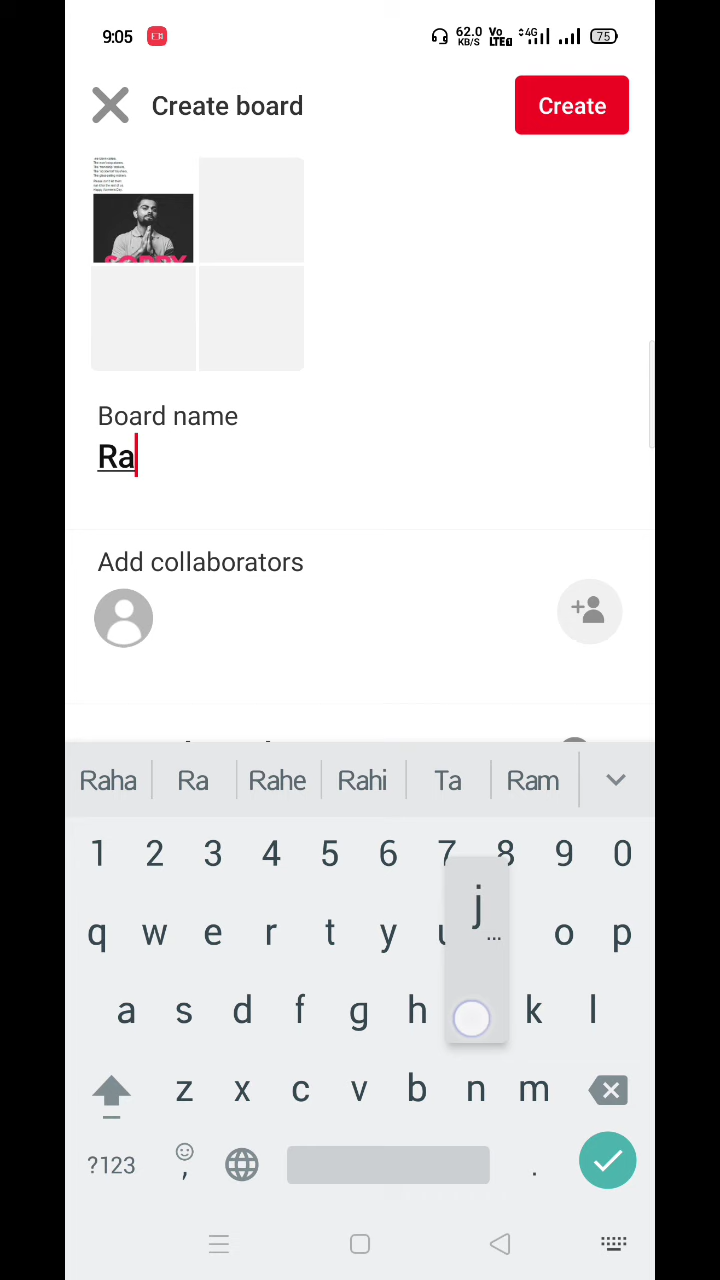 9:05 62.0 KB/S Vo LTE 4G 75
Create board Create
SORRY
Board name
Ra
Add collaborators
Raha Ra Rahe Rahi Ta Ram
1 2 3 4 5 6 7 8 9 0
q w e r t y u o p
j
...
a s d f g h k l
z x c v b n m
?123 , .